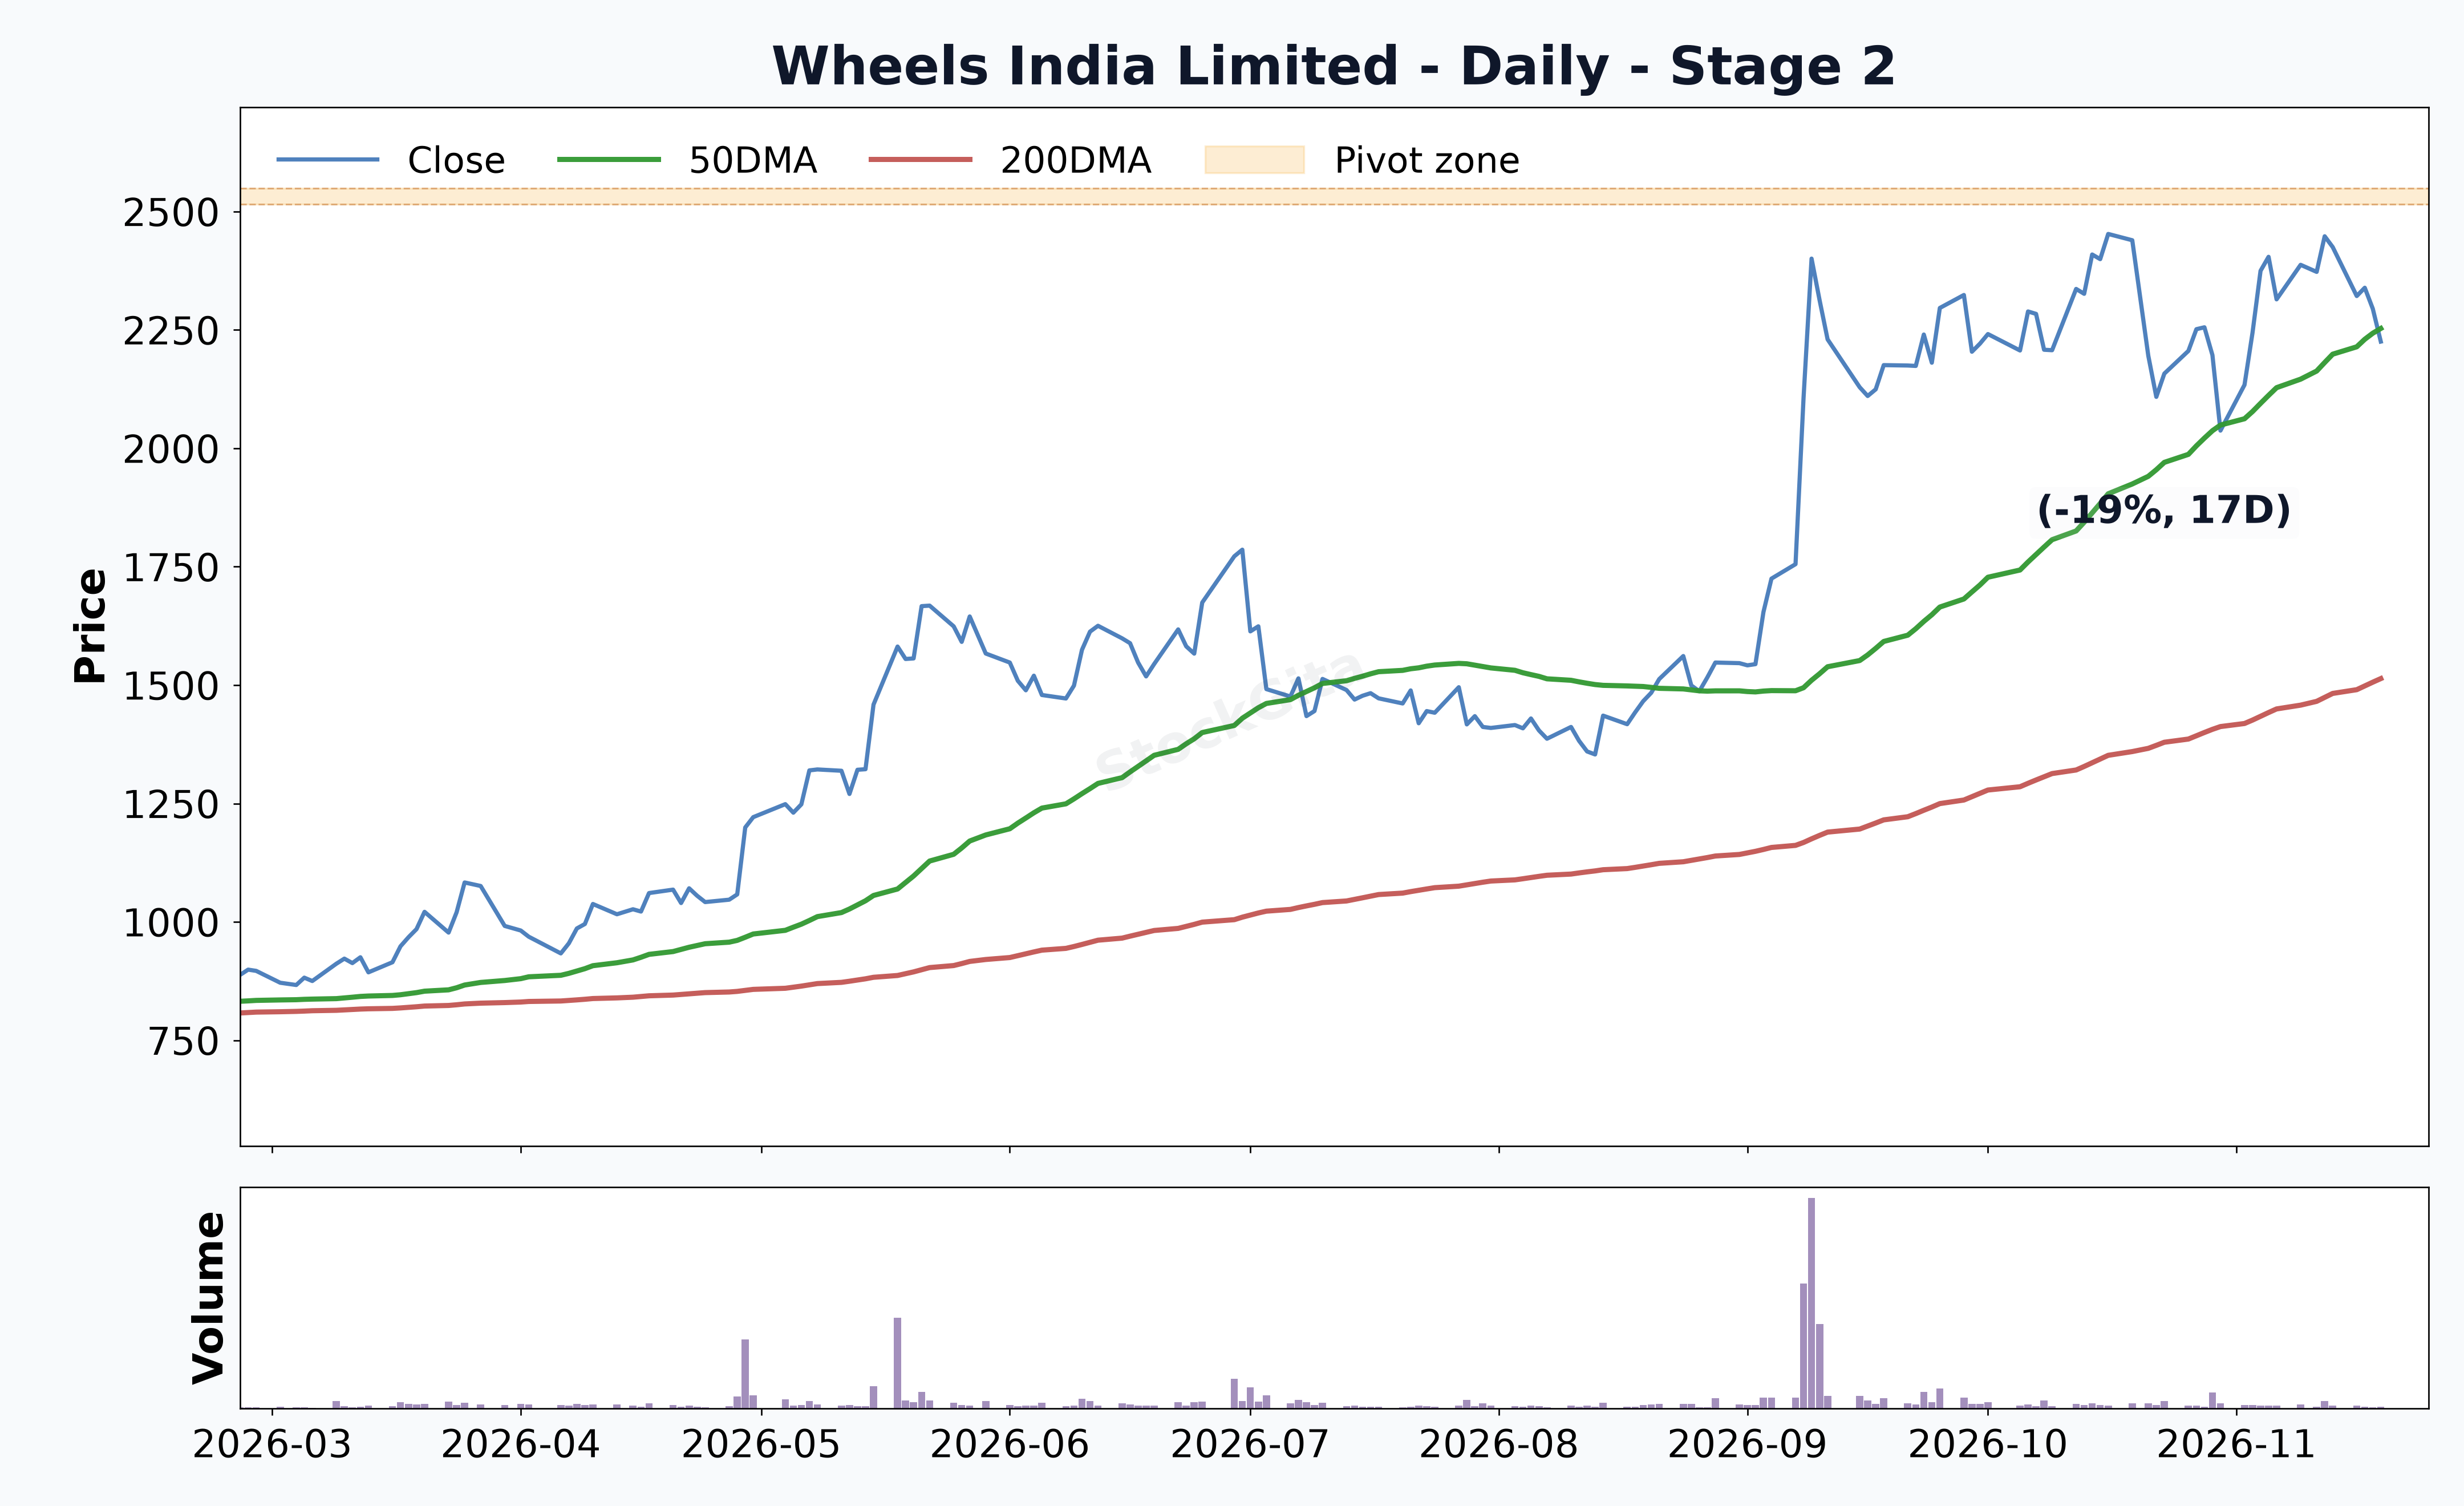 Wheels India Limited - Daily - Stage 2
Close 50DMA 200DMA Pivot zone
Price
2500
2250
2000
1750
1500
1250
1000
750
(-19%, 17D)
StockGita
Volume
2026-03 2026-04 2026-05 2026-06 2026-07 2026-08 2026-09 2026-10 2026-11